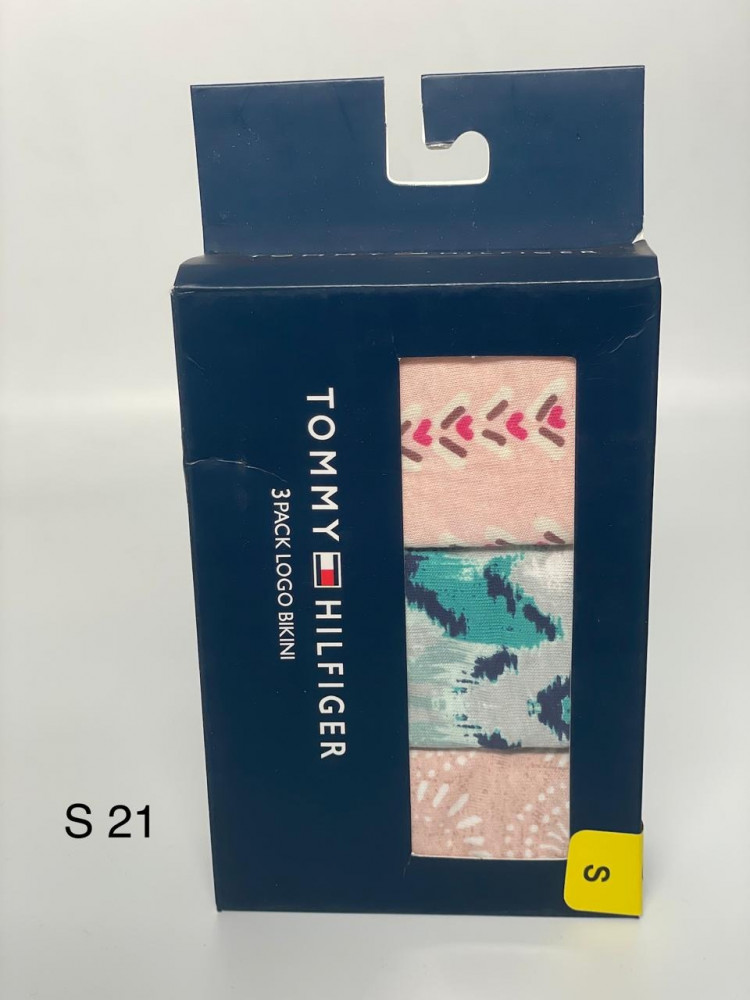 TOMMY HILFIGER
3 PACK LOGO BIKINI
S 21
S